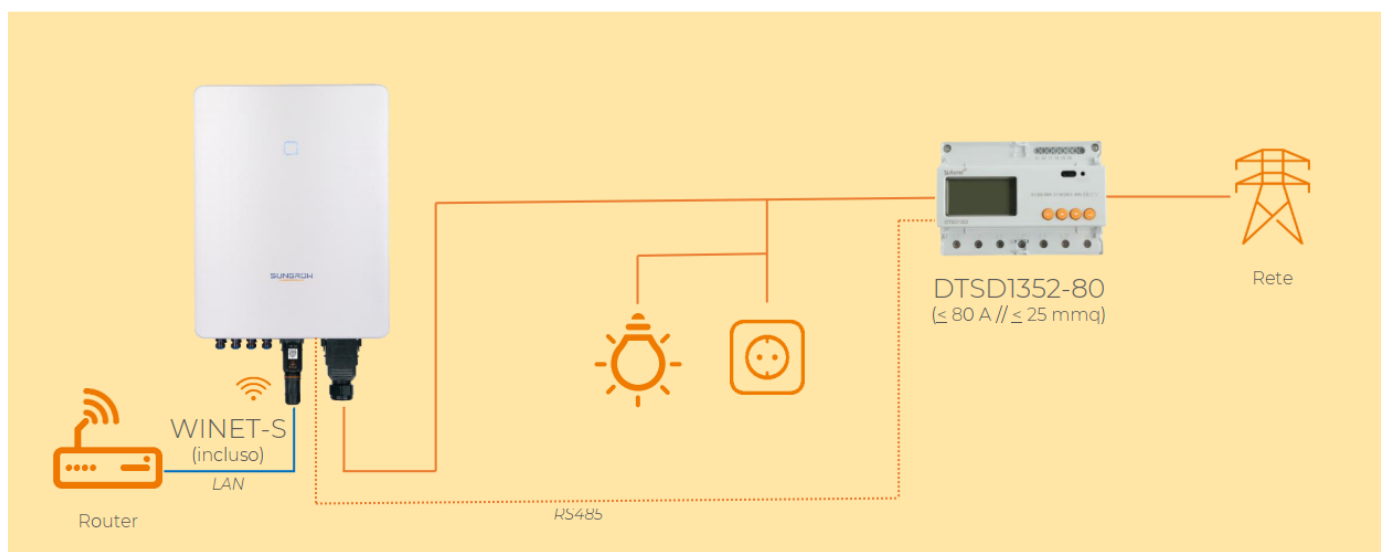 SUNGROW
DTSD1352-80
(≤ 80 A // ≤ 25 mmq)
Rete
WINET-S
(incluso)
LAN
Router
RS485